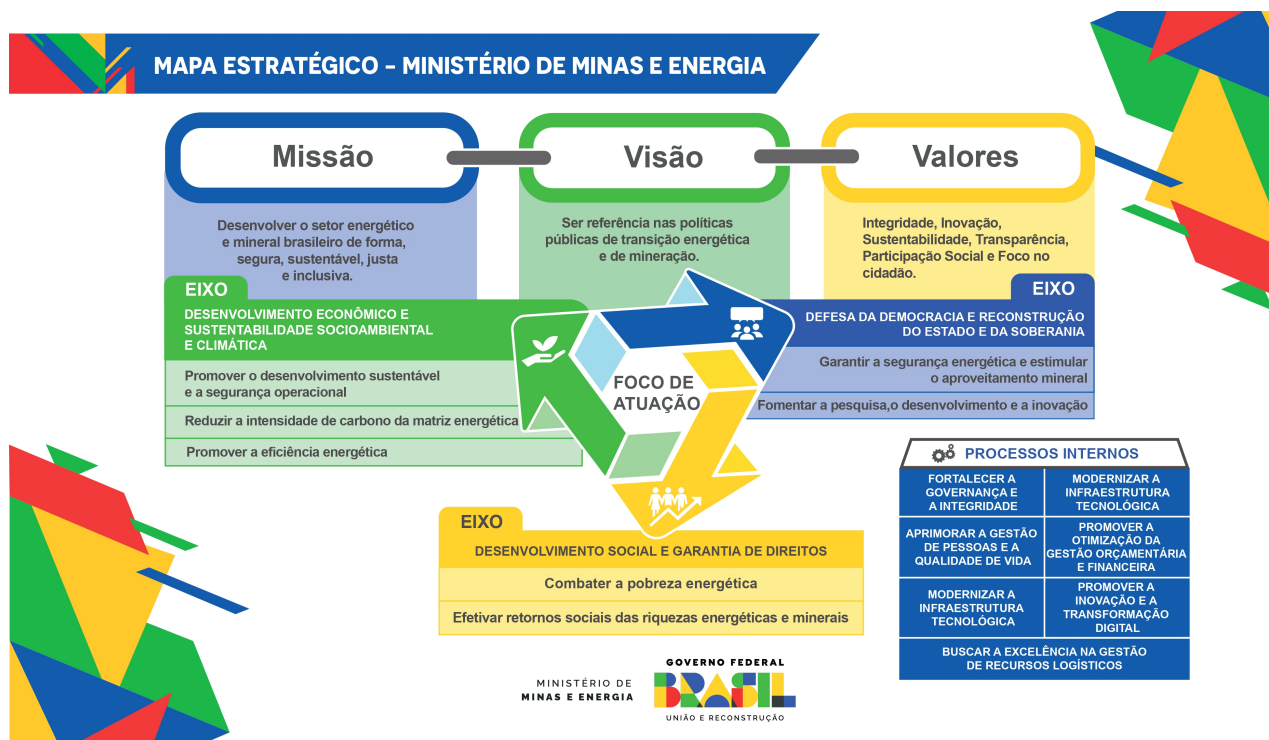 MAPA ESTRATÉGICO - MINISTÉRIO DE MINAS E ENERGIA
Missão
Visão
Valores
Desenvolver o setor energético
e mineral brasileiro de forma,
segura, sustentável, justa
e inclusiva.
Ser referência nas políticas
públicas de transição energética
e de mineração.
Integridade, Inovação,
Sustentabilidade, Transparência,
Participação Social e Foco no
cidadão.
EIXO
DESENVOLVIMENTO ECONÔMICO E
SUSTENTABILIDADE SOCIOAMBIENTAL
E CLIMÁTICA
Promover o desenvolvimento sustentável
e a segurança operacional
Reduzir a intensidade de carbono da matriz energética
Promover a eficiência energética
FOCO DE
ATUAÇÃO
EIXO
DEFESA DA DEMOCRACIA E RECONSTRUÇÃO
DO ESTADO E DA SOBERANIA
Garantir a segurança energética e estimular
o aproveitamento mineral
Fomentar a pesquisa,o desenvolvimento e a inovação
EIXO
DESENVOLVIMENTO SOCIAL E GARANTIA DE DIREITOS
Combater a pobreza energética
Efetivar retornos sociais das riquezas energéticas e minerais
PROCESSOS INTERNOS
FORTALECER A
GOVERNANÇA E
A INTEGRIDADE
MODERNIZAR A
INFRAESTRUTURA
TECNOLÓGICA
APRIMORAR A GESTÃO
DE PESSOAS E A
QUALIDADE DE VIDA
PROMOVER A
OTIMIZAÇÃO DA
GESTÃO ORÇAMENTÁRIA
E FINANCEIRA
MODERNIZAR A
INFRAESTRUTURA
TECNOLÓGICA
PROMOVER A
INOVAÇÃO E A
TRANSFORMAÇÃO
DIGITAL
BUSCAR A EXCELÊNCIA NA GESTÃO
DE RECURSOS LOGÍSTICOS
MINISTÉRIO DE
MINAS E ENERGIA
GOVERNO FEDERAL
BRASIL
UNIÃO E RECONSTRUÇÃO